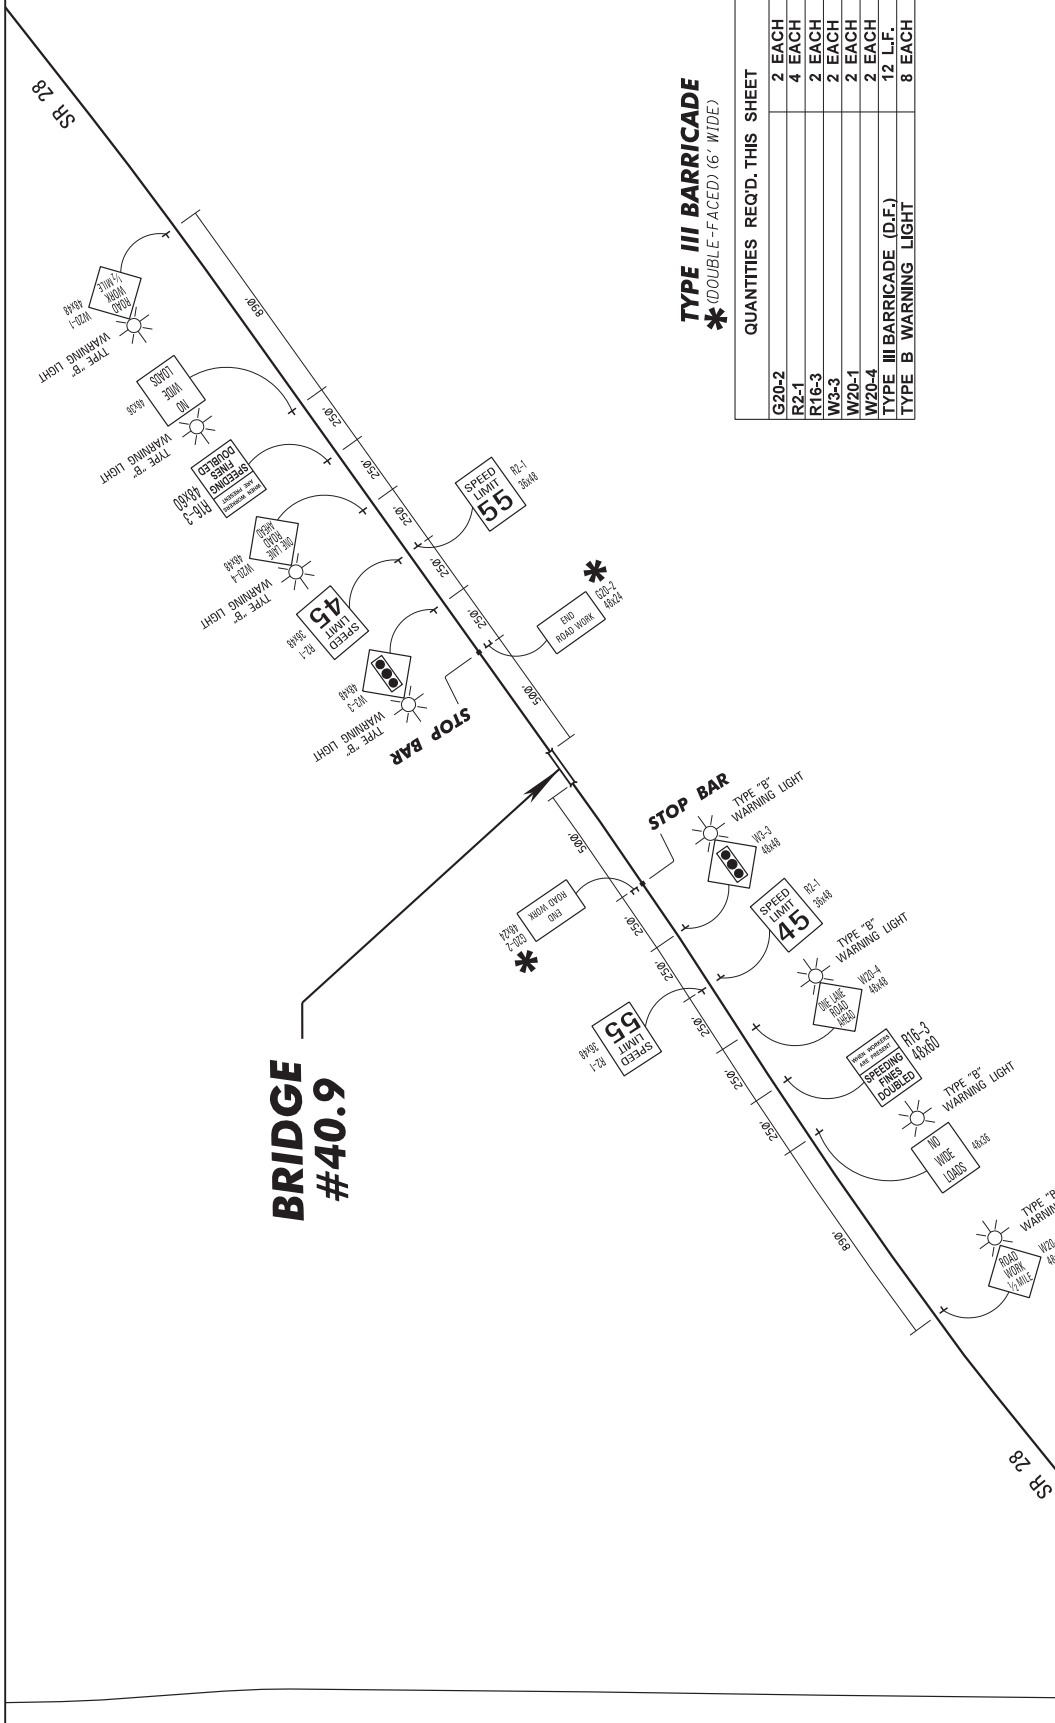 SR 28
W20-1
48x48
ROAD
WORK
½ MILE
TYPE "B"
WARNING LIGHT
890'
NO
WIDE
LOADS
48x36
TYPE "B"
WARNING LIGHT
250'
R16-3
48x60
WHEN WORKERS
ARE PRESENT
SPEEDING
FINES
DOUBLED
250'
W20-4
48x48
ONE LANE
ROAD
AHEAD
TYPE "B"
WARNING LIGHT
250'
R2-1
36x48
SPEED
LIMIT
45
250'
SPEED
LIMIT
55
R2-1
36x48
W3-3
48x48
TYPE "B"
WARNING LIGHT
250'
END
ROAD WORK
G20-2
48x24
*
STOP BAR
500'
BRIDGE
#40.9
500'
STOP BAR
TYPE "B"
WARNING LIGHT
W3-3
48x48
END
ROAD WORK
G20-2
48x24
*
250'
SPEED
LIMIT
45
R2-1
36x48
250'
SPEED
LIMIT
55
R2-1
36x48
TYPE "B"
WARNING LIGHT
ONE LANE
ROAD
AHEAD
W20-4
48x48
250'
WHEN WORKERS
ARE PRESENT
SPEEDING
FINES
DOUBLED
R16-3
48x60
250'
TYPE "B"
WARNING LIGHT
NO
WIDE
LOADS
48x36
250'
890'
ROAD
WORK
½ MILE
TYPE "B
WARNIN
W20-
48
SR 28
TYPE III BARRICADE
* (DOUBLE-FACED) (6' WIDE)
QUANTITIES REQ'D. THIS SHEET
G20-2 2 EACH
R2-1 4 EACH
R16-3 2 EACH
W3-3 2 EACH
W20-1 2 EACH
W20-4 2 EACH
TYPE III BARRICADE (D.F.) 12 L.F.
TYPE B WARNING LIGHT 8 EACH